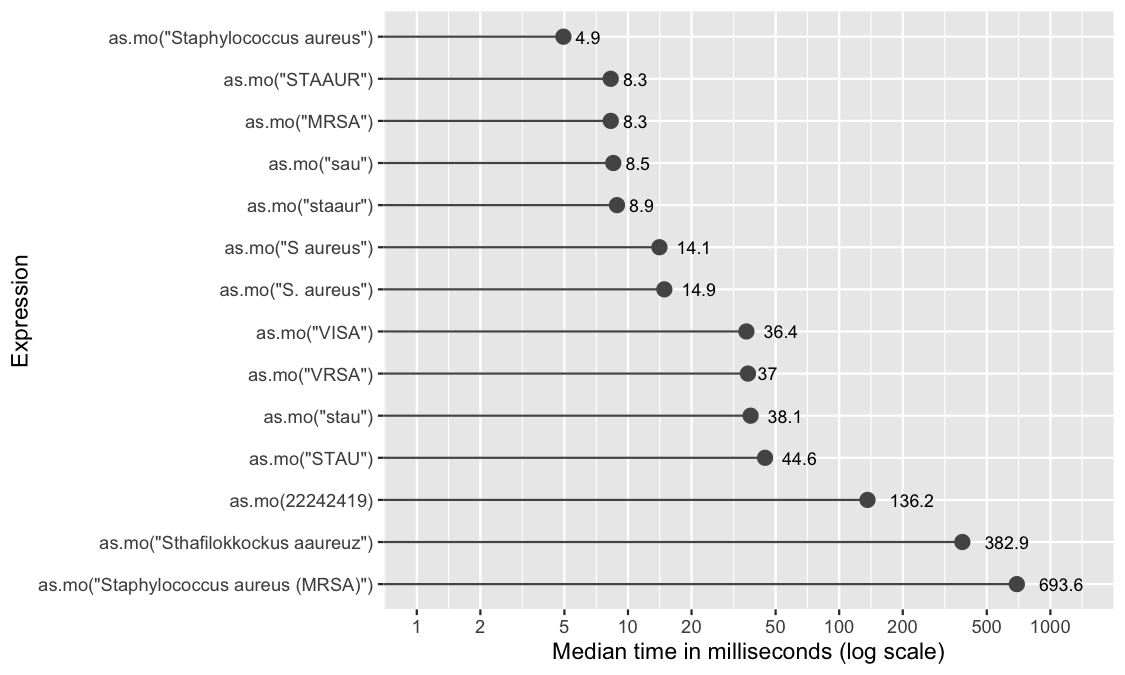 as.mo("Staphylococcus aureus") 4.9
as.mo("STAAUR") 8.3
as.mo("MRSA") 8.3
as.mo("sau") 8.5
as.mo("staaur") 8.9
as.mo("S aureus") 14.1
as.mo("S. aureus") 14.9
as.mo("VISA") 36.4
as.mo("VRSA") 37
as.mo("stau") 38.1
as.mo("STAU") 44.6
as.mo(22242419) 136.2
as.mo("Sthafilokkockus aaureuz") 382.9
as.mo("Staphylococcus aureus (MRSA)") 693.6
Expression
1 2 5 10 20 50 100 200 500 1000
Median time in milliseconds (log scale)